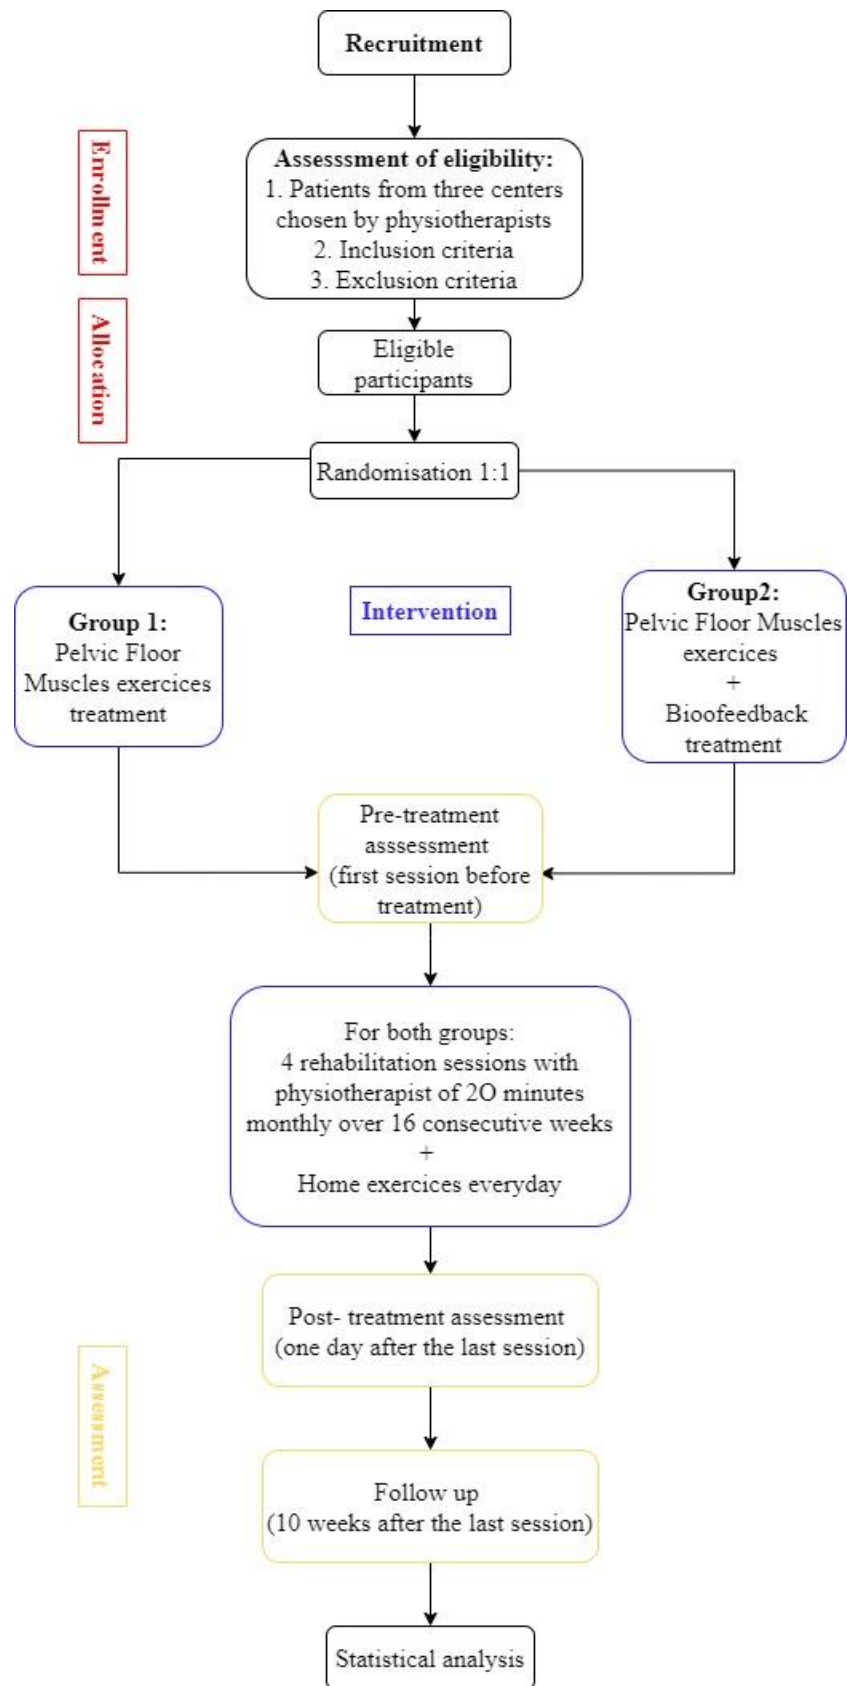 Recruitment
Enrollment
Assesssment of eligibility:
1. Patients from three centers
chosen by physiotherapists
2. Inclusion criteria
3. Exclusion criteria
Allocation
Eligible
participants
Randomisation 1:1
Group 1:
Pelvic Floor
Muscles exercices
treatment
Intervention
Group2:
Pelvic Floor Muscles
exercices
+
Bioofeedback
treatment
Pre-treatment
asssessment
(first session before
treatment)
For both groups:
4 rehabilitation sessions with
physiotherapist of 2O minutes
monthly over 16 consecutive weeks
+
Home exercices everyday
Post- treatment assessment
(one day after the last session)
Assessment
Follow up
(10 weeks after the last session)
Statistical analysis